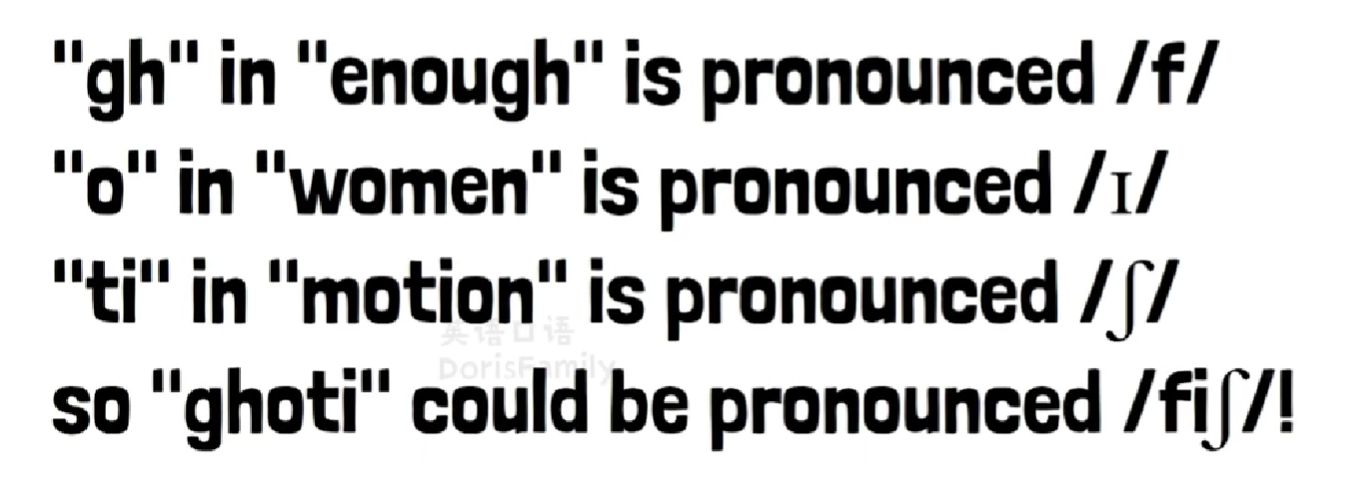 "gh" in "enough" is pronounced /f/
"o" in "women" is pronounced /ɪ/
"ti" in "motion" is pronounced /ʃ/
英语口语
DorisFamily
so "ghoti" could be pronounced /fiʃ/!